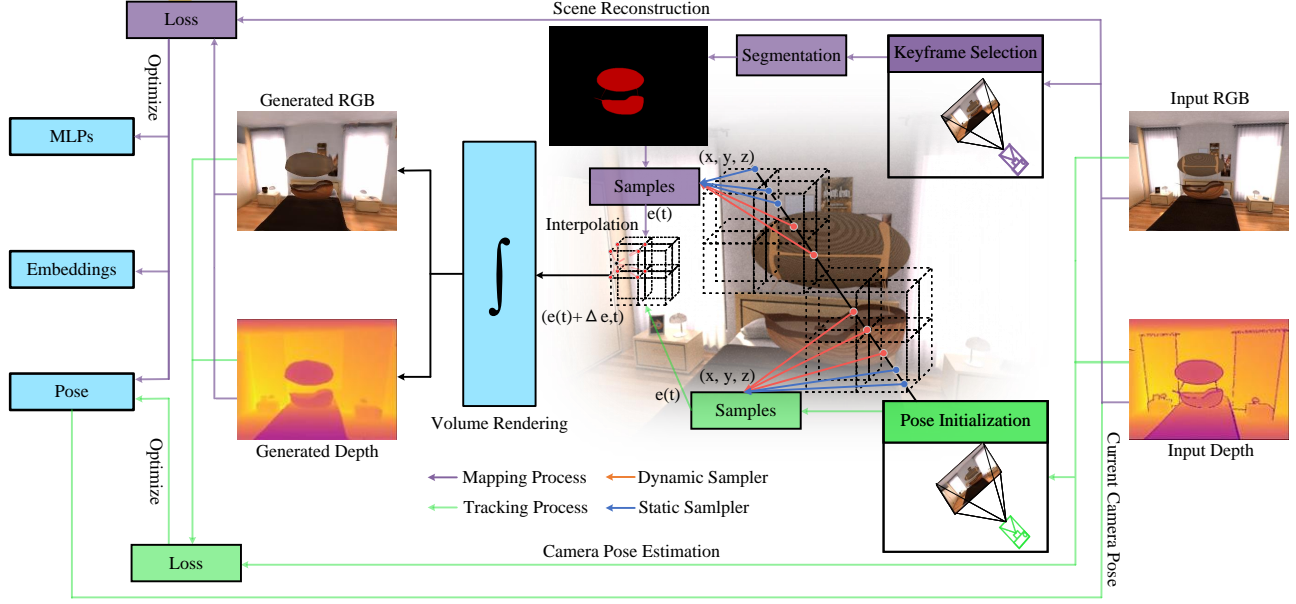 Scene Reconstruction
Loss
Segmentation
Keyframe Selection
Optimize
Generated RGB
Input RGB
MLPs
(x, y, z)
Samples
e(t)
Interpolation
Embeddings
∫
(e(t)+ Δ e,t)
Pose
(x, y, z)
e(t)
Samples
Pose Initialization
Volume Rendering
Optimize
Generated Depth
Input Depth
Current Camera Pose
Mapping Process
Dynamic Sampler
Tracking Process
Static Samlpler
Loss
Camera Pose Estimation